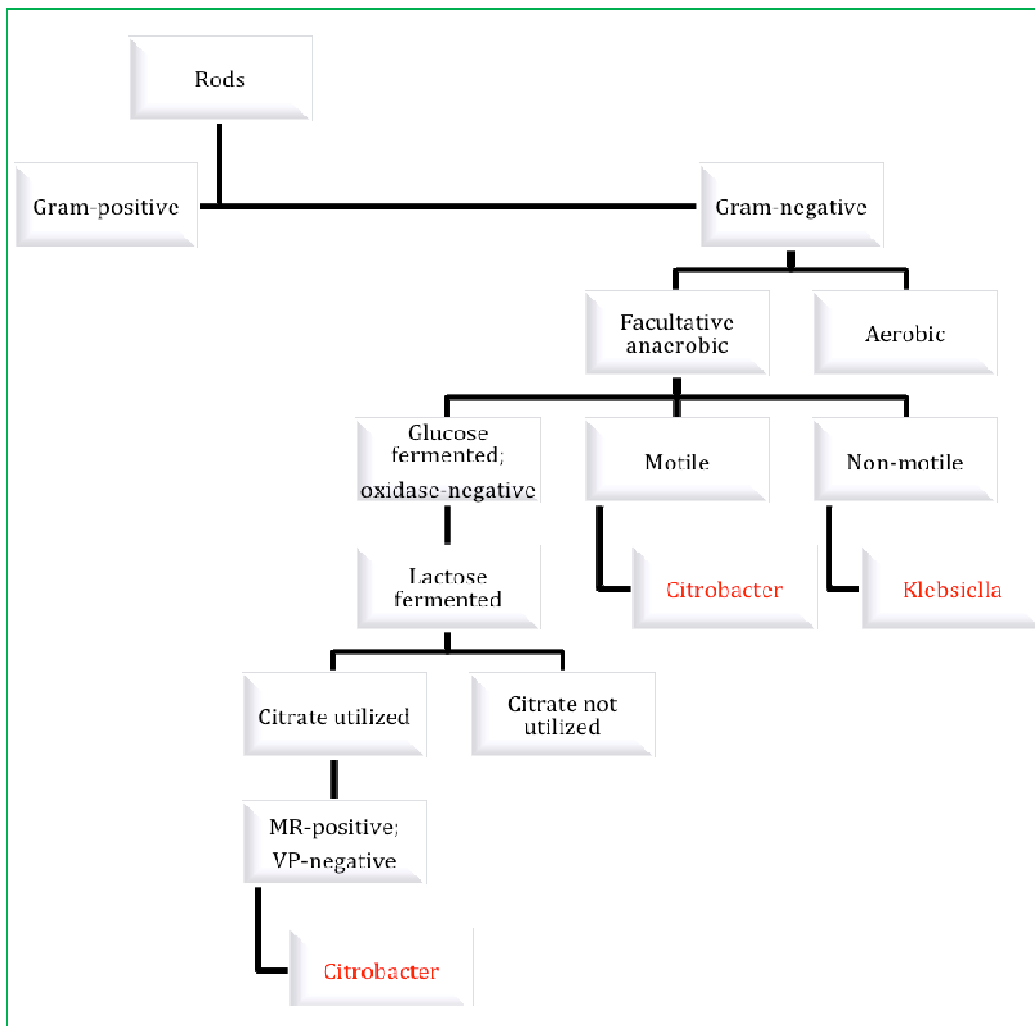 Rods
Gram-positive
Gram-negative
Facultative
anaerobic
Aerobic
Glucose
fermented;
oxidase-negative
Motile
Non-motile
Lactose
fermented
Citrobacter
Klebsiella
Citrate utilized
Citrate not
utilized
MR-positive;
VP-negative
Citrobacter